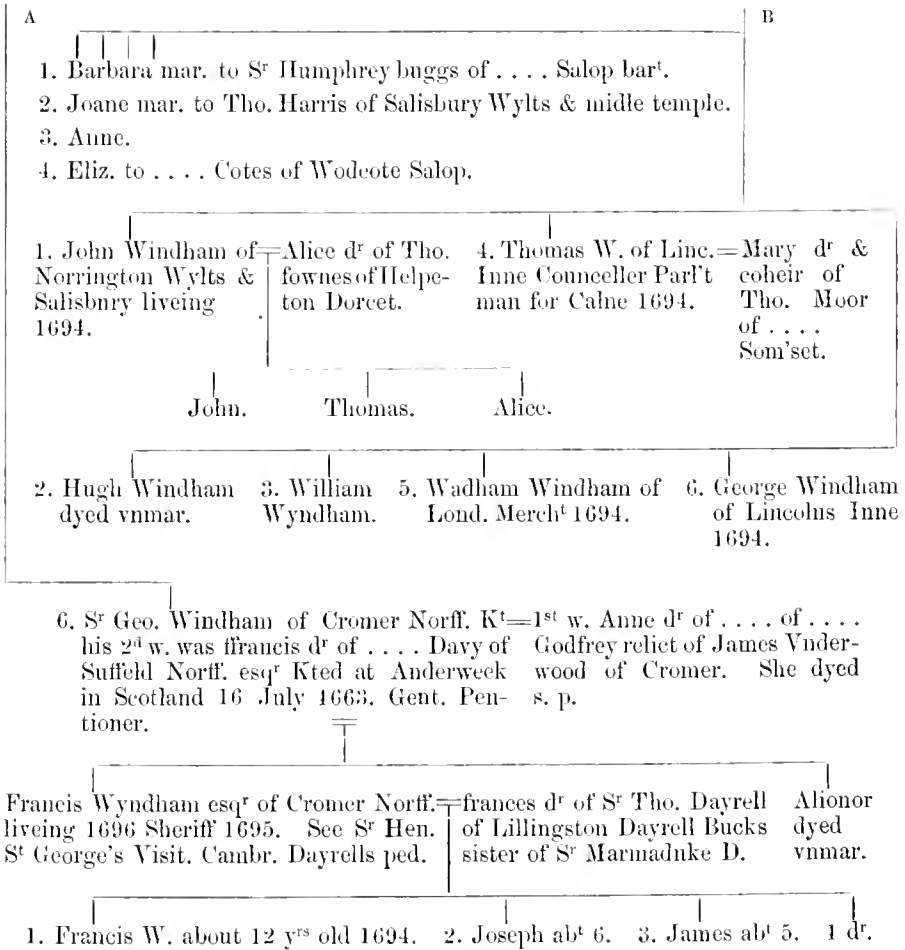 A B
1. Barbara mar. to Sʳ Humphrey buggs of . . . . Salop barᵗ.
2. Joane mar. to Tho. Harris of Salisbury Wylts & midle temple.
3. Anne.
4. Eliz. to . . . . Cotes of Wodcote Salop.
1. John Windham of
Norrington Wylts &
Salisbury liveing
1694.
Alice dʳ of Tho.
fownes of Helpe-
ton Dorcet.
4. Thomas W. of Linc.
Inne Counceller Parl't
man for Calne 1694.
Mary dʳ &
coheir of
Tho. Moor
of . . . .
Som'set.
John. Thomas. Alice.
2. Hugh Windham
dyed vnmar.
3. William
Wyndham.
5. Wadham Windham of
Lond. Merchᵗ 1694.
6. George Windham
of Lincolns Inne
1694.
6. Sʳ Geo. Windham of Cromer Norff. Kᵗ
his 2ᵈ w. was ffrancis dʳ of . . . . Davy of
Suffeld Norff. esqʳ Kted at Anderweek
in Scotland 16 July 1663. Gent. Pen-
tioner.
1ˢᵗ w. Anne dʳ of . . . . of . . . .
Godfrey relict of James Vnder-
wood of Cromer. She dyed
s. p.
Francis Wyndham esqʳ of Cromer Norff.
liveing 1696 Sheriff 1695. See Sʳ Hen.
Sᵗ George's Visit. Cambr. Dayrells ped.
frances dʳ of Sʳ Tho. Dayrell
of Lillingston Dayrell Bucks
sister of Sʳ Marmaduke D.
Alionor
dyed
vnmar.
1. Francis W. about 12 yʳˢ old 1694. 2. Joseph abᵗ 6. 3. James abᵗ 5. 1 dʳ.